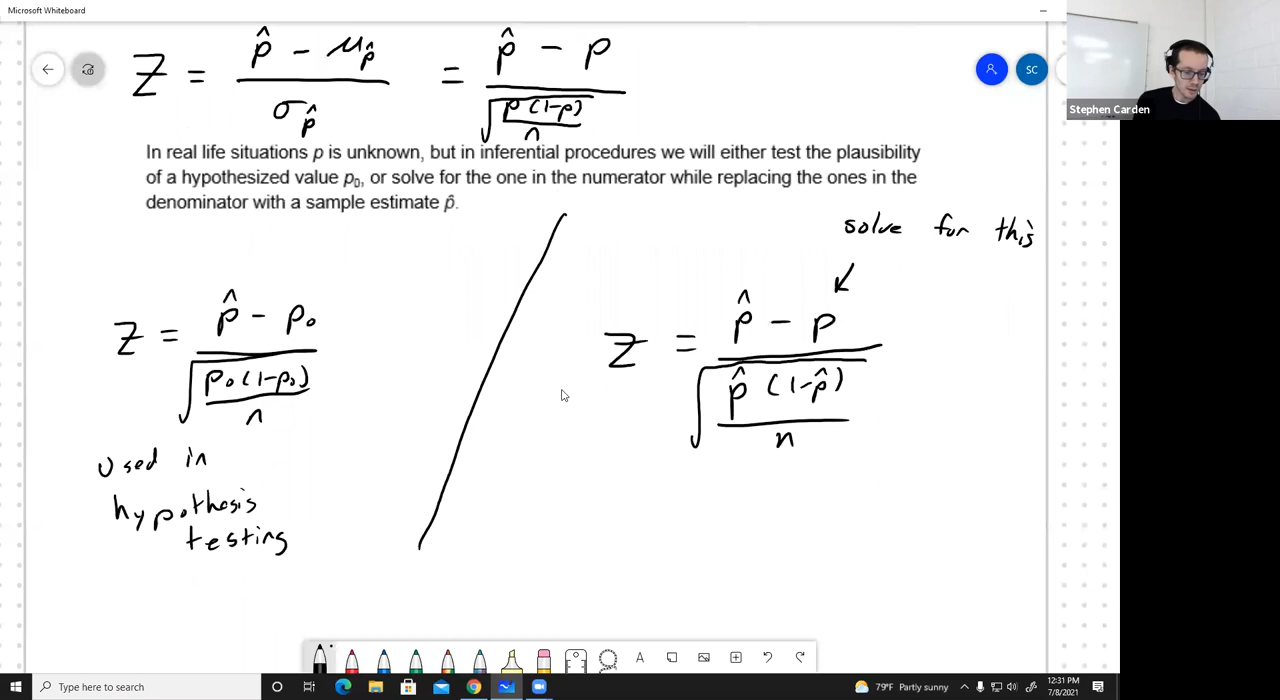 Microsoft Whiteboard
Z = p̂ - μp̂ / σp̂ = p̂ - p / √(p(1-p)/n)
SC
Stephen Carden
In real life situations p is unknown, but in inferential procedures we will either test the plausibility
of a hypothesized value p₀, or solve for the one in the numerator while replacing the ones in the
denominator with a sample estimate p̂.
solve for this
Z = p̂ - p₀ / √(p₀(1-p₀)/n)
Z = p̂ - p / √(p̂(1-p̂)/n)
used in
hypothesis
testing
A
Type here to search
79°F Partly sunny
12:31 PM
7/8/2021